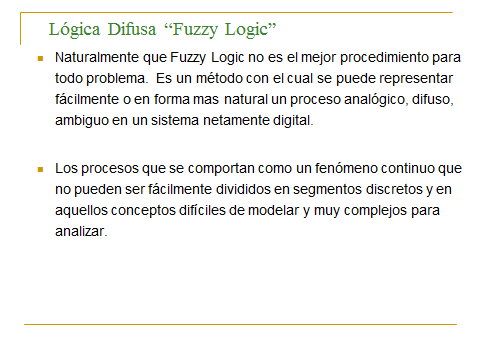 Lógica Difusa “Fuzzy Logic”
Naturalmente que Fuzzy Logic no es el mejor procedimiento para
todo problema. Es un método con el cual se puede representar
fácilmente o en forma mas natural un proceso analógico, difuso,
ambiguo en un sistema netamente digital.
Los procesos que se comportan como un fenómeno continuo que
no pueden ser fácilmente divididos en segmentos discretos y en
aquellos conceptos difíciles de modelar y muy complejos para
analizar.